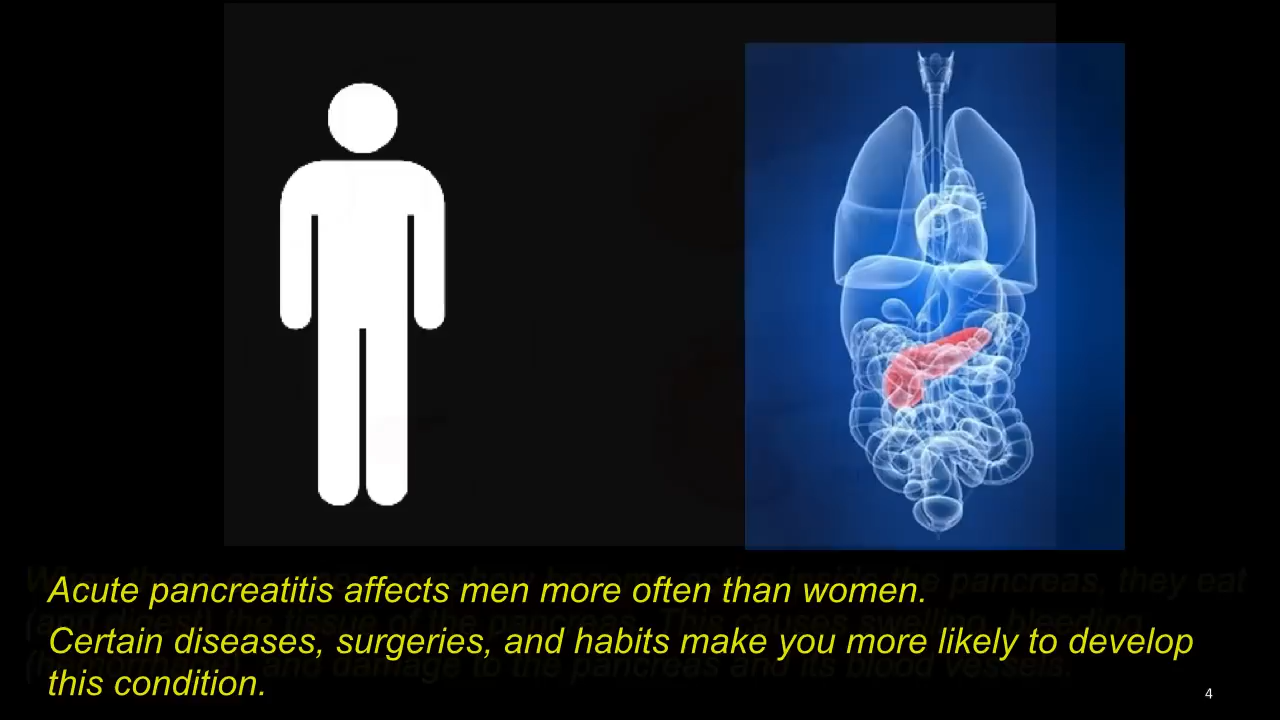 Acute pancreatitis affects men more often than women.
Certain diseases, surgeries, and habits make you more likely to develop
this condition.
4